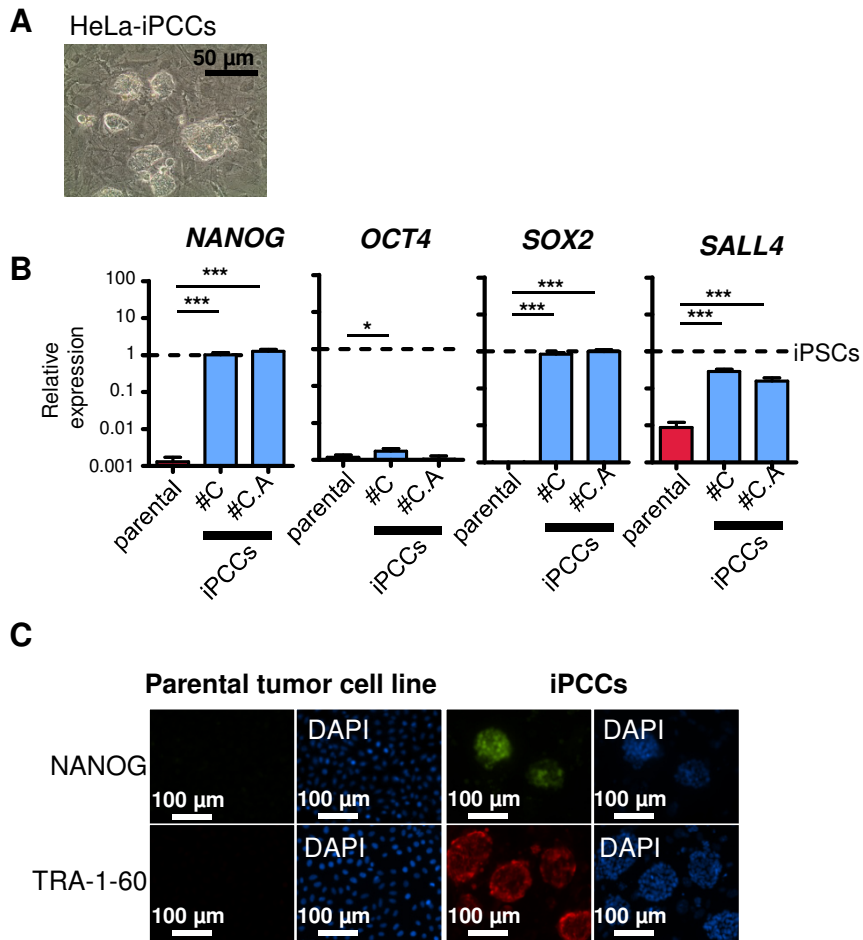 A
HeLa-iPCCs
50 µm
B
NANOG OCT4 SOX2 SALL4
Relative
expression
100
10
1
0.1
0.01
0.001
***
***
*
***
***
***
***
iPSCs
parental #C #C.A parental #C #C.A parental #C #C.A parental #C #C.A
iPCCs iPCCs iPCCs iPCCs
C
Parental tumor cell line iPCCs
NANOG
DAPI DAPI
100 µm 100 µm 100 µm 100 µm
TRA-1-60
DAPI DAPI
100 µm 100 µm 100 µm 100 µm